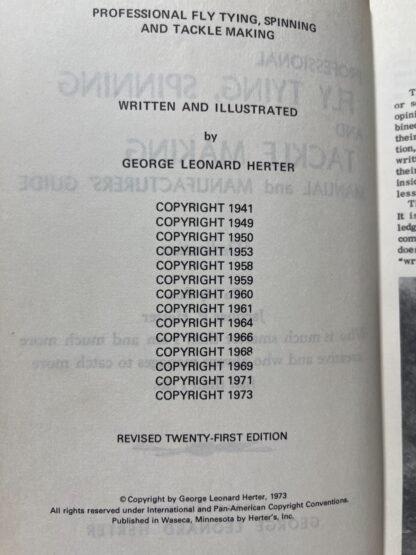 PROFESSIONAL FLY TYING, SPINNING
AND TACKLE MAKING
WRITTEN AND ILLUSTRATED
by
GEORGE LEONARD HERTER
COPYRIGHT 1941
COPYRIGHT 1949
COPYRIGHT 1950
COPYRIGHT 1953
COPYRIGHT 1958
COPYRIGHT 1959
COPYRIGHT 1960
COPYRIGHT 1961
COPYRIGHT 1964
COPYRIGHT 1966
COPYRIGHT 1968
COPYRIGHT 1969
COPYRIGHT 1971
COPYRIGHT 1973
REVISED TWENTY-FIRST EDITION
© Copyright by George Leonard Herter, 1973
All rights reserved under International and Pan-American Copyright Conventions.
Published in Waseca, Minnesota by Herter's, Inc.